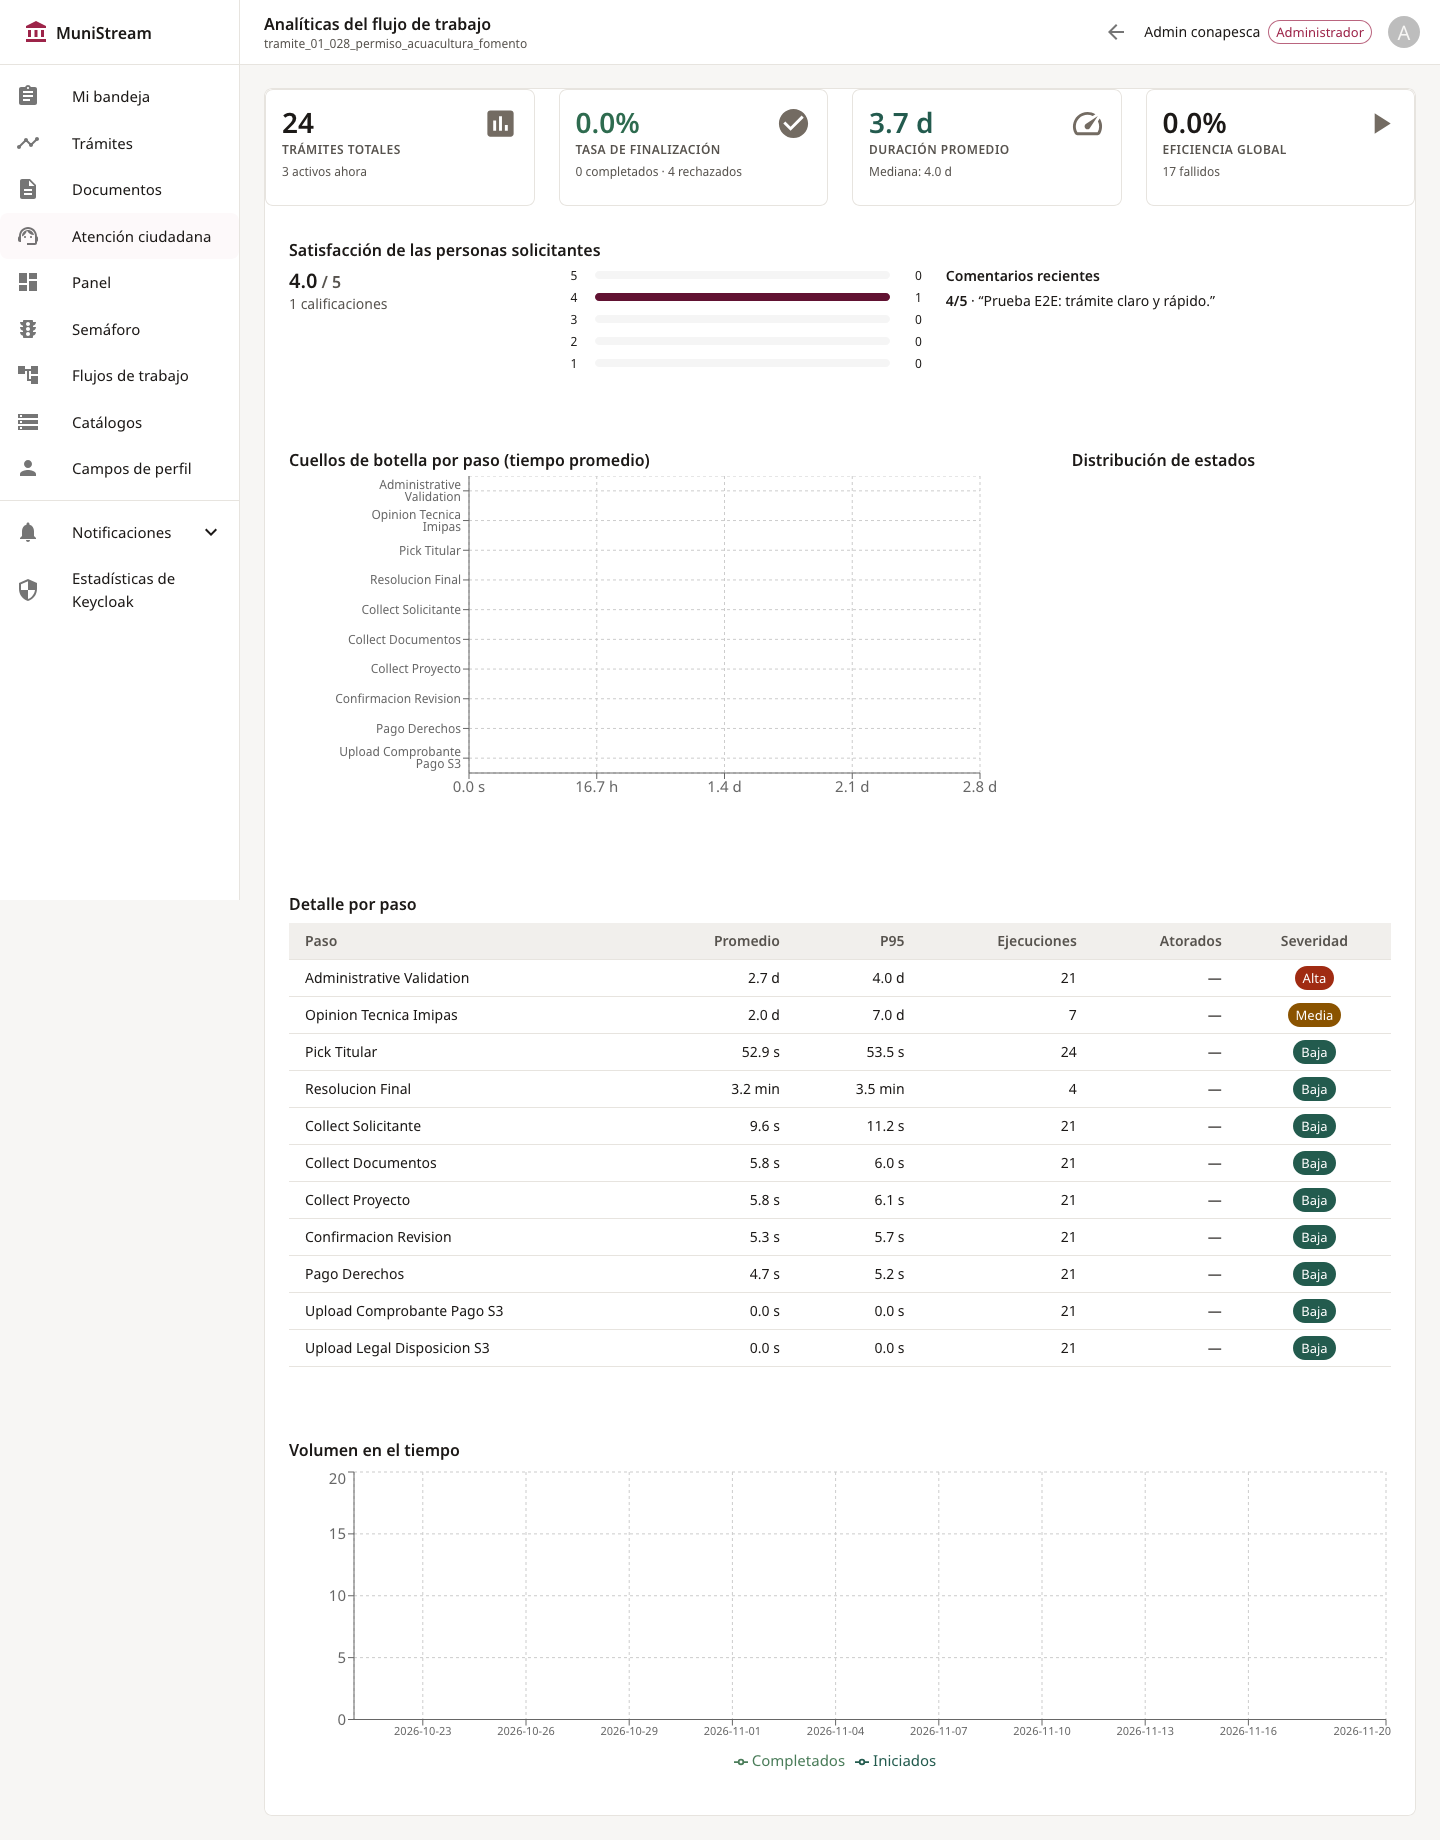 MuniStream
Mi bandeja
Trámites
Documentos
Atención ciudadana
Panel
Semáforo
Flujos de trabajo
Catálogos
Campos de perfil
Notificaciones
Estadísticas de
Keycloak
Analíticas del flujo de trabajo
tramite_01_028_permiso_acuacultura_fomento
Admin conapesca Administrador A
24
TRÁMITES TOTALES
3 activos ahora
0.0%
TASA DE FINALIZACIÓN
0 completados · 4 rechazados
3.7 d
DURACIÓN PROMEDIO
Mediana: 4.0 d
0.0%
EFICIENCIA GLOBAL
17 fallidos
Satisfacción de las personas solicitantes
4.0 / 5
1 calificaciones
5 0
4 1
3 0
2 0
1 0
Comentarios recientes
4/5 · “Prueba E2E: trámite claro y rápido.”
Cuellos de botella por paso (tiempo promedio)
Administrative
Validation
Opinion Tecnica
Imipas
Pick Titular
Resolucion Final
Collect Solicitante
Collect Documentos
Collect Proyecto
Confirmacion Revision
Pago Derechos
Upload Comprobante
Pago S3
0.0 s 16.7 h 1.4 d 2.1 d 2.8 d
Distribución de estados
Detalle por paso
Paso Promedio P95 Ejecuciones Atorados Severidad
Administrative Validation 2.7 d 4.0 d 21 — Alta
Opinion Tecnica Imipas 2.0 d 7.0 d 7 — Media
Pick Titular 52.9 s 53.5 s 24 — Baja
Resolucion Final 3.2 min 3.5 min 4 — Baja
Collect Solicitante 9.6 s 11.2 s 21 — Baja
Collect Documentos 5.8 s 6.0 s 21 — Baja
Collect Proyecto 5.8 s 6.1 s 21 — Baja
Confirmacion Revision 5.3 s 5.7 s 21 — Baja
Pago Derechos 4.7 s 5.2 s 21 — Baja
Upload Comprobante Pago S3 0.0 s 0.0 s 21 — Baja
Upload Legal Disposicion S3 0.0 s 0.0 s 21 — Baja
Volumen en el tiempo
20
15
10
5
0
2026-10-23 2026-10-26 2026-10-29 2026-11-01 2026-11-04 2026-11-07 2026-11-10 2026-11-13 2026-11-16 2026-11-20
Completados Iniciados